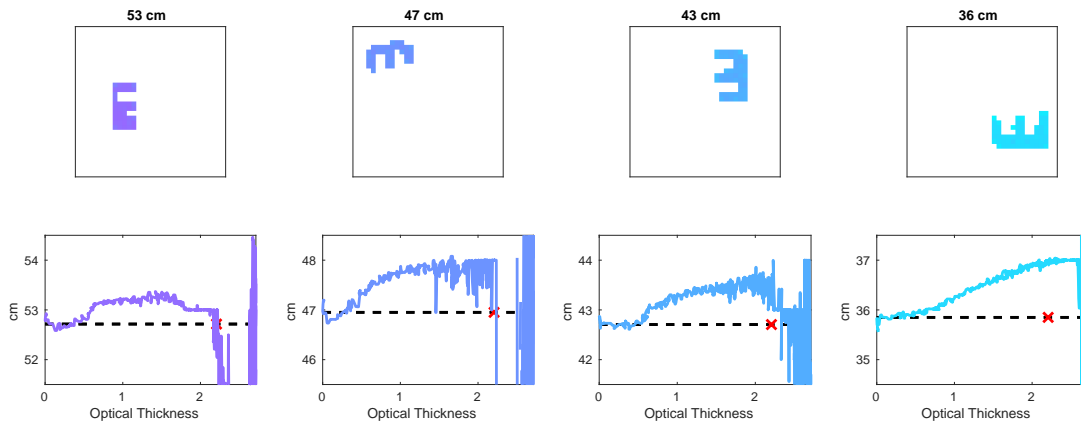 53 cm 47 cm 43 cm 36 cm
E E E E
54 53 52 cm 0 1 2 Optical Thickness
48 47 46 cm 0 1 2 Optical Thickness
44 43 42 cm 0 1 2 Optical Thickness
37 36 35 cm 0 1 2 Optical Thickness